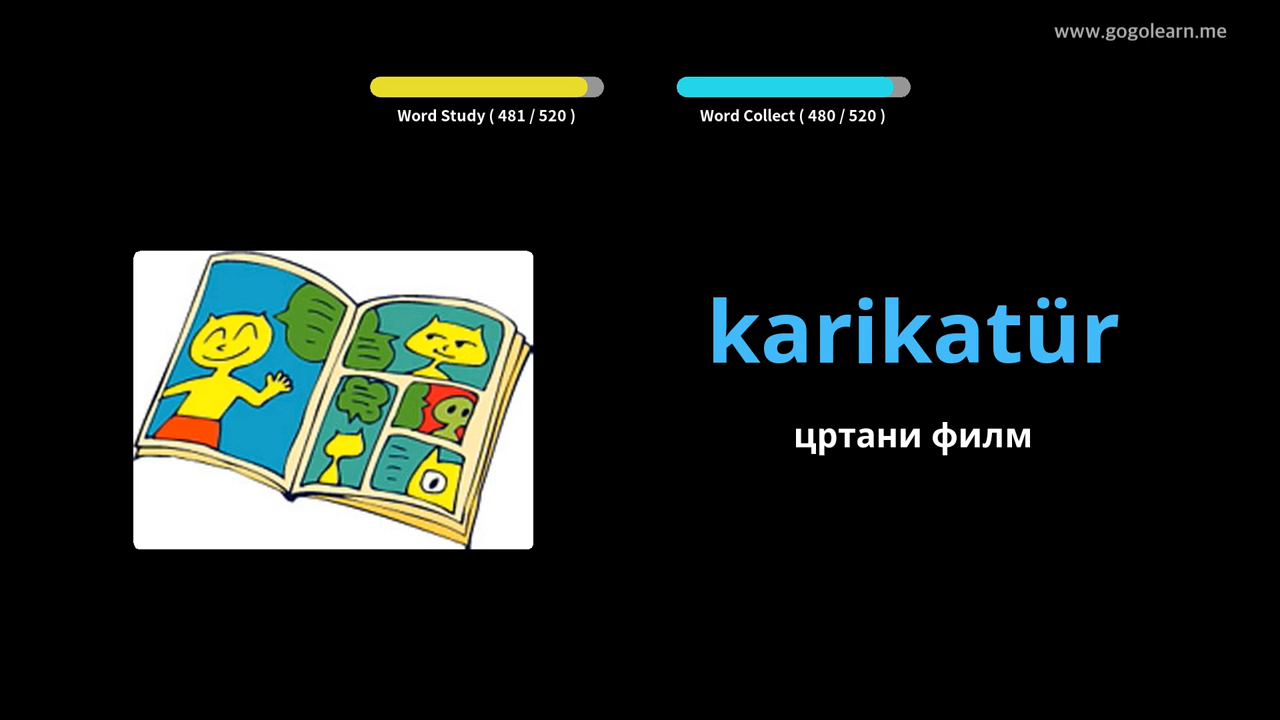 www.gogolearn.me
Word Study ( 481 / 520 )
Word Collect ( 480 / 520 )
karikatür
цртани филм